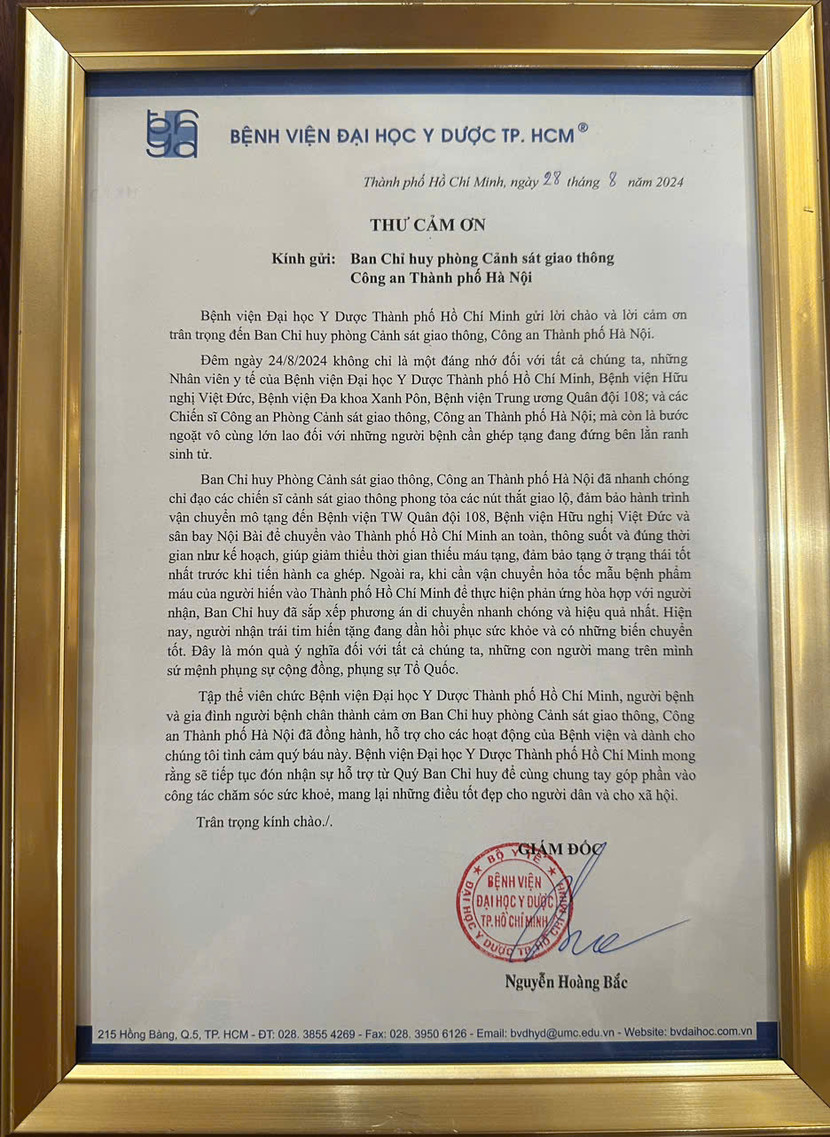 BỆNH VIỆN ĐẠI HỌC Y DƯỢC TP. HCM®
Thành phố Hồ Chí Minh, ngày 28 tháng 8 năm 2024
THƯ CẢM ƠN
Kính gửi: Ban Chỉ huy phòng Cảnh sát giao thông
Công an Thành phố Hà Nội
Bệnh viện Đại học Y Dược Thành phố Hồ Chí Minh gửi lời chào và lời cảm ơn
trân trọng đến Ban Chỉ huy phòng Cảnh sát giao thông, Công an Thành phố Hà Nội.
Đêm ngày 24/8/2024 không chỉ là một đáng nhớ đối với tất cả chúng ta, những
Nhân viên y tế của Bệnh viện Đại học Y Dược Thành phố Hồ Chí Minh, Bệnh viện Hữu
nghị Việt Đức, Bệnh viện Đa khoa Xanh Pôn, Bệnh viện Trung ương Quân đội 108; và các
Chiến sĩ Công an Phòng Cảnh sát giao thông, Công an Thành phố Hà Nội; mà còn là bước
ngoặt vô cùng lớn lao đối với những người bệnh cần ghép tạng đang đứng bên lằn ranh
sinh tử.
Ban Chỉ huy Phòng Cảnh sát giao thông, Công an Thành phố Hà Nội đã nhanh chóng
chỉ đạo các chiến sĩ cảnh sát giao thông phong tỏa các nút thắt giao lộ, đảm bảo hành trình
vận chuyển mô tạng đến Bệnh viện TW Quân đội 108, Bệnh viện Hữu nghị Việt Đức và
sân bay Nội Bài để chuyển vào Thành phố Hồ Chí Minh an toàn, thông suốt và đúng thời
gian như kế hoạch, giúp giảm thiểu thời gian thiếu máu tạng, đảm bảo tạng ở trạng thái tốt
nhất trước khi tiến hành ca ghép. Ngoài ra, khi cần vận chuyển hỏa tốc mẫu bệnh phẩm
máu của người hiến vào Thành phố Hồ Chí Minh để thực hiện phản ứng hòa hợp với người
nhận, Ban Chỉ huy đã sắp xếp phương án di chuyển nhanh chóng và hiệu quả nhất. Hiện
nay, người nhận trái tim hiến tặng đang dần hồi phục sức khỏe và có những biến chuyển
tốt. Đây là món quà ý nghĩa đối với tất cả chúng ta, những con người mang trên mình
sứ mệnh phụng sự cộng đồng, phụng sự Tổ Quốc.
Tập thể viên chức Bệnh viện Đại học Y Dược Thành phố Hồ Chí Minh, người bệnh
và gia đình người bệnh chân thành cảm ơn Ban Chỉ huy phòng Cảnh sát giao thông, Công
an Thành phố Hà Nội đã đồng hành, hỗ trợ cho các hoạt động của Bệnh viện và dành cho
chúng tôi tình cảm quý báu này. Bệnh viện Đại học Y Dược Thành phố Hồ Chí Minh mong
rằng sẽ tiếp tục đón nhận sự hỗ trợ từ Quý Ban Chỉ huy để cùng chung tay góp phần vào
công tác chăm sóc sức khoẻ, mang lại những điều tốt đẹp cho người dân và cho xã hội.
Trân trọng kính chào./.
GIÁM ĐỐC
BỘ Y TẾ
BỆNH VIỆN
ĐẠI HỌC Y DƯỢC
TP. HỒ CHÍ MINH
ĐẠI HỌC Y DƯỢC TP. HỒ CHÍ MINH
Nguyễn Hoàng Bắc
215 Hồng Bàng, Q.5, TP. HCM - ĐT: 028. 3855 4269 - Fax: 028. 3950 6126 - Email: bvdhyd@umc.edu.vn - Website: bvdaihoc.com.vn